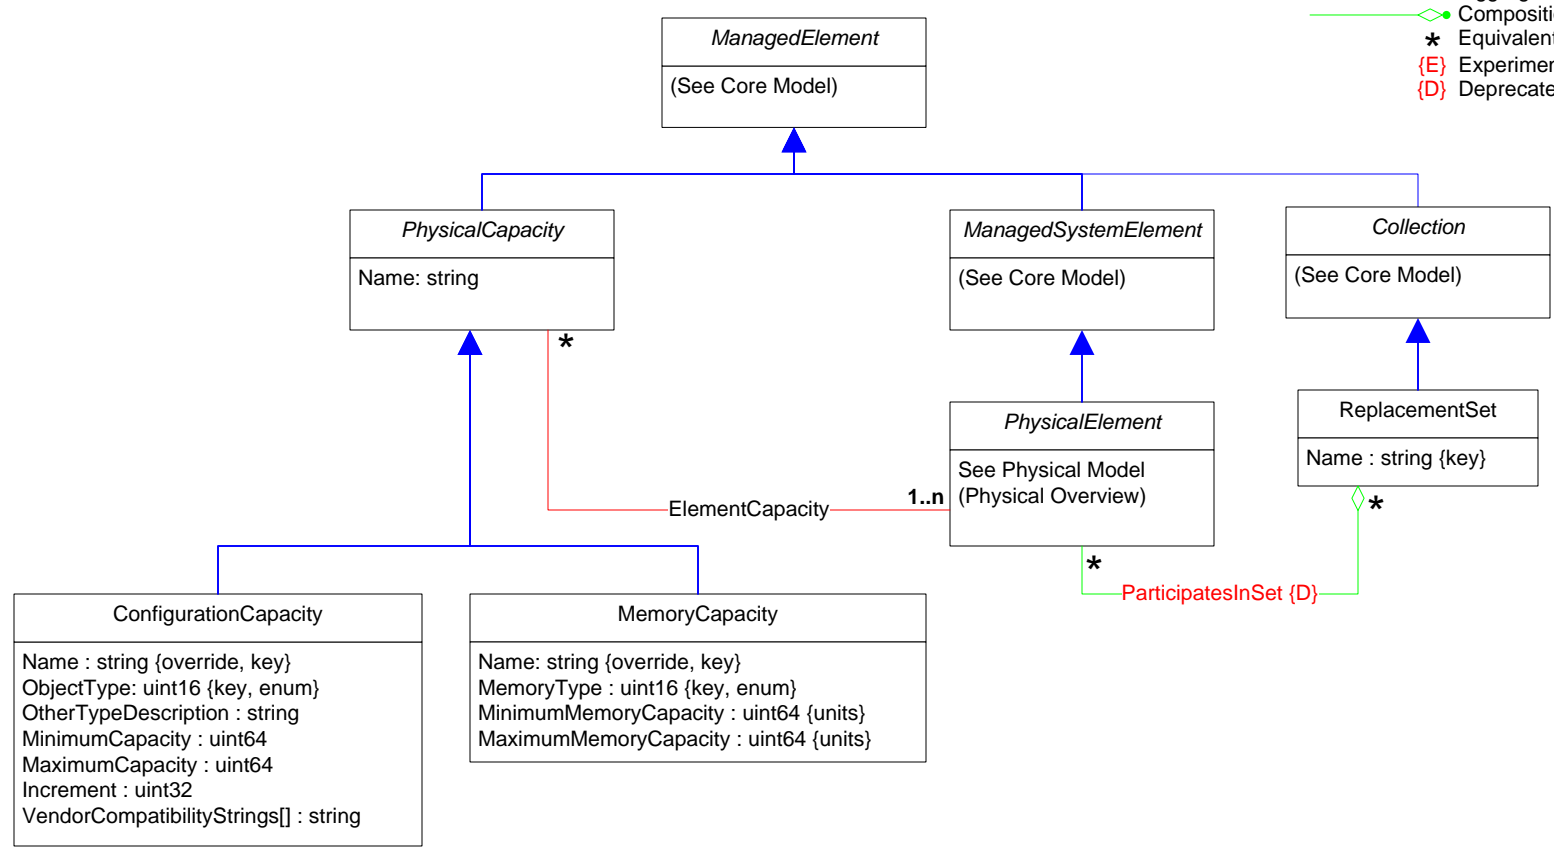 Compositi
* Equivalent
{E} Experimen
{D} Deprecate
ManagedElement
(See Core Model)
PhysicalCapacity
Name: string
ManagedSystemElement
(See Core Model)
Collection
(See Core Model)
*
PhysicalElement
See Physical Model
(Physical Overview)
ReplacementSet
Name : string {key}
ElementCapacity
1..n
*
*
ParticipatesInSet {D}
ConfigurationCapacity
Name : string {override, key}
ObjectType: uint16 {key, enum}
OtherTypeDescription : string
MinimumCapacity : uint64
MaximumCapacity : uint64
Increment : uint32
VendorCompatibilityStrings[] : string
MemoryCapacity
Name: string {override, key}
MemoryType : uint16 {key, enum}
MinimumMemoryCapacity : uint64 {units}
MaximumMemoryCapacity : uint64 {units}